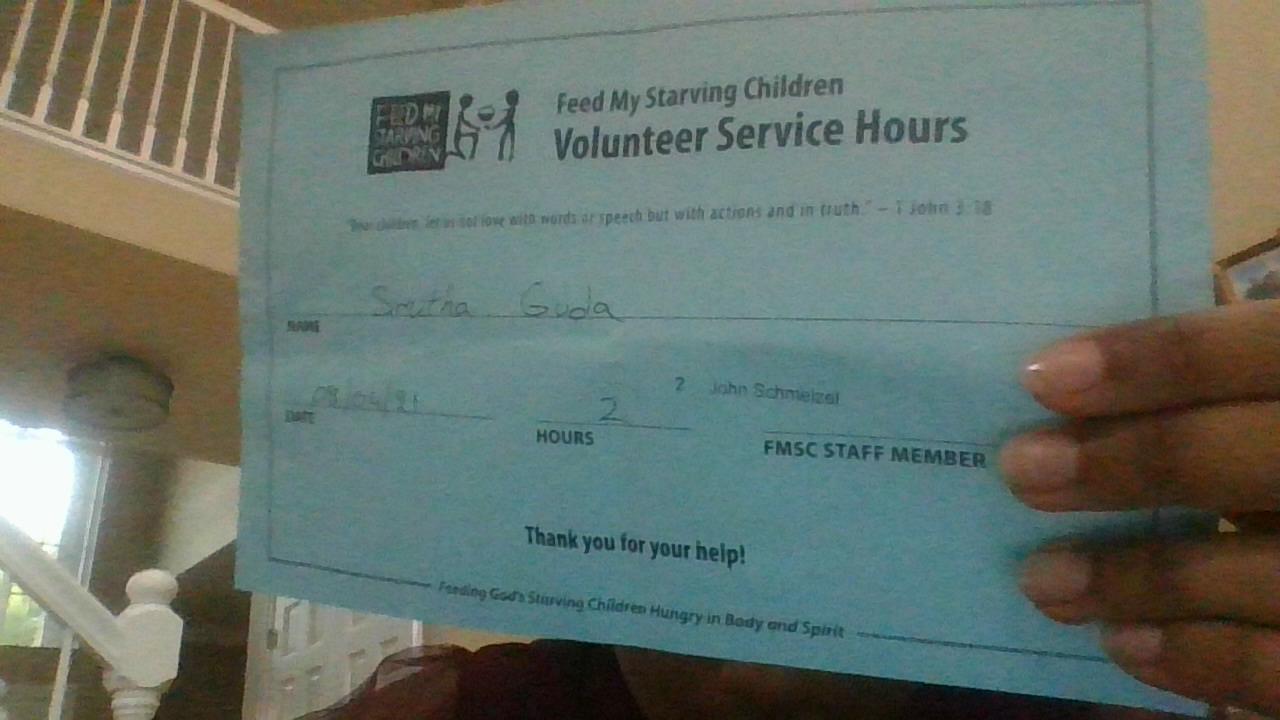 FEED MY
STARVING
CHILDREN
Feed My Starving Children
Volunteer Service Hours
"Dear children, let us not love with words or speech but with actions and in truth." – 1 John 3:18
Srutha Guda
NAME
2 John Schmelzel
2
DATE
HOURS
FMSC STAFF MEMBER
Thank you for your help!
Feeding God's Starving Children Hungry in Body and Spirit